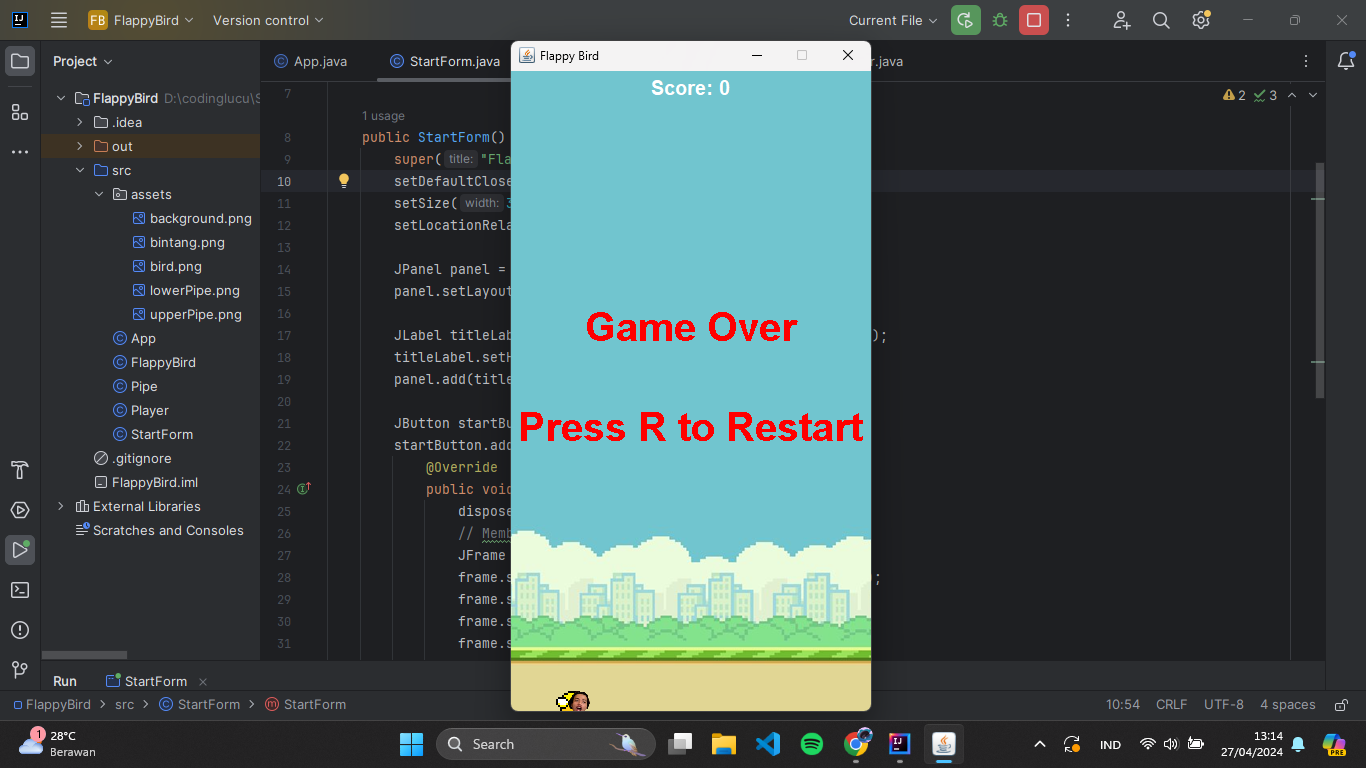 FB FlappyBird Version control Current File
Project
App.java
StartForm.java
r.java
FlappyBird D:\codinglucu\S
.idea
out
src
assets
background.png
bintang.png
bird.png
lowerPipe.png
upperPipe.png
App
FlappyBird
Pipe
Player
StartForm
.gitignore
FlappyBird.iml
External Libraries
Scratches and Consoles
2 3
7
1 usage
8 public StartForm()
9 super( title: "Fla
10 setDefaultClose
11 setSize( width: 3
12 setLocationRela
13
14 JPanel panel =
15 panel.setLayout
16
17 JLabel titleLab );
18 titleLabel.setH
19 panel.add(title
20
21 JButton startBu
22 startButton.add
23 @Override
24 public void
25 dispose
26 // Memb
27 JFrame
28 frame.s ;
29 frame.s
30 frame.s
31 frame.s
Flappy Bird
Score: 0
Game Over
Press R to Restart
Run StartForm
FlappyBird > src > StartForm > StartForm
10:54 CRLF UTF-8 4 spaces
1
28°C
Berawan
Search
IND
13:14
27/04/2024
PRE